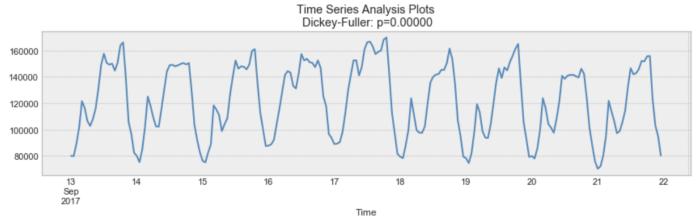 Time Series Analysis Plots
Dickey-Fuller: p=0.00000
160000
140000
120000
100000
80000
13 14 15 16 17 18 19 20 21 22
Sep
2017
Time